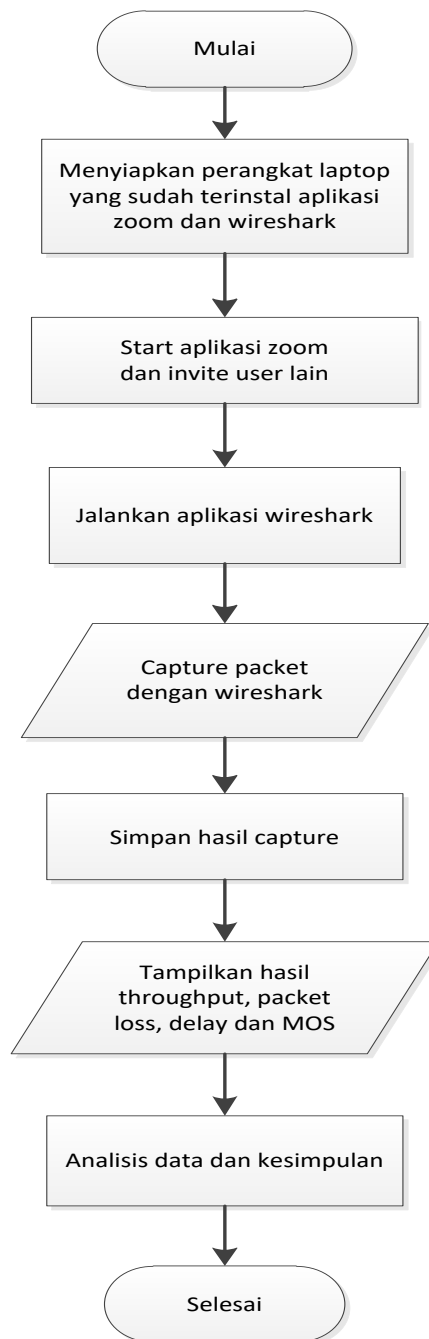 Mulai
Menyiapkan perangkat laptop
yang sudah terinstal aplikasi
zoom dan wireshark
Start aplikasi zoom
dan invite user lain
Jalankan aplikasi wireshark
Capture packet
dengan wireshark
Simpan hasil capture
Tampilkan hasil
throughput, packet
loss, delay dan MOS
Analisis data dan kesimpulan
Selesai